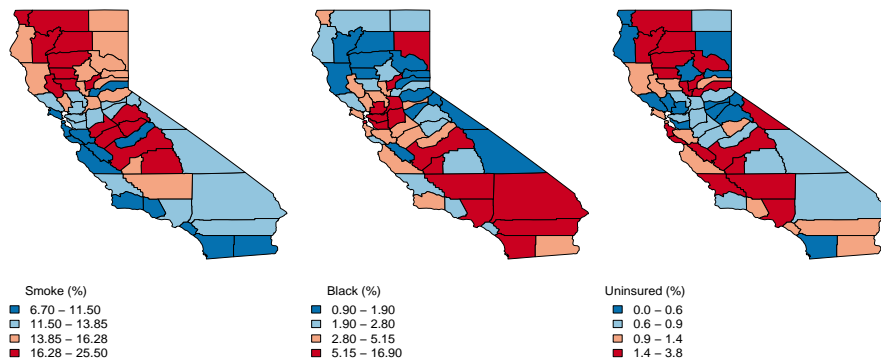 Smoke (%)
6.70 − 11.50
11.50 − 13.85
13.85 − 16.28
16.28 − 25.50
Black (%)
0.90 − 1.90
1.90 − 2.80
2.80 − 5.15
5.15 − 16.90
Uninsured (%)
0.0 − 0.6
0.6 − 0.9
0.9 − 1.4
1.4 − 3.8